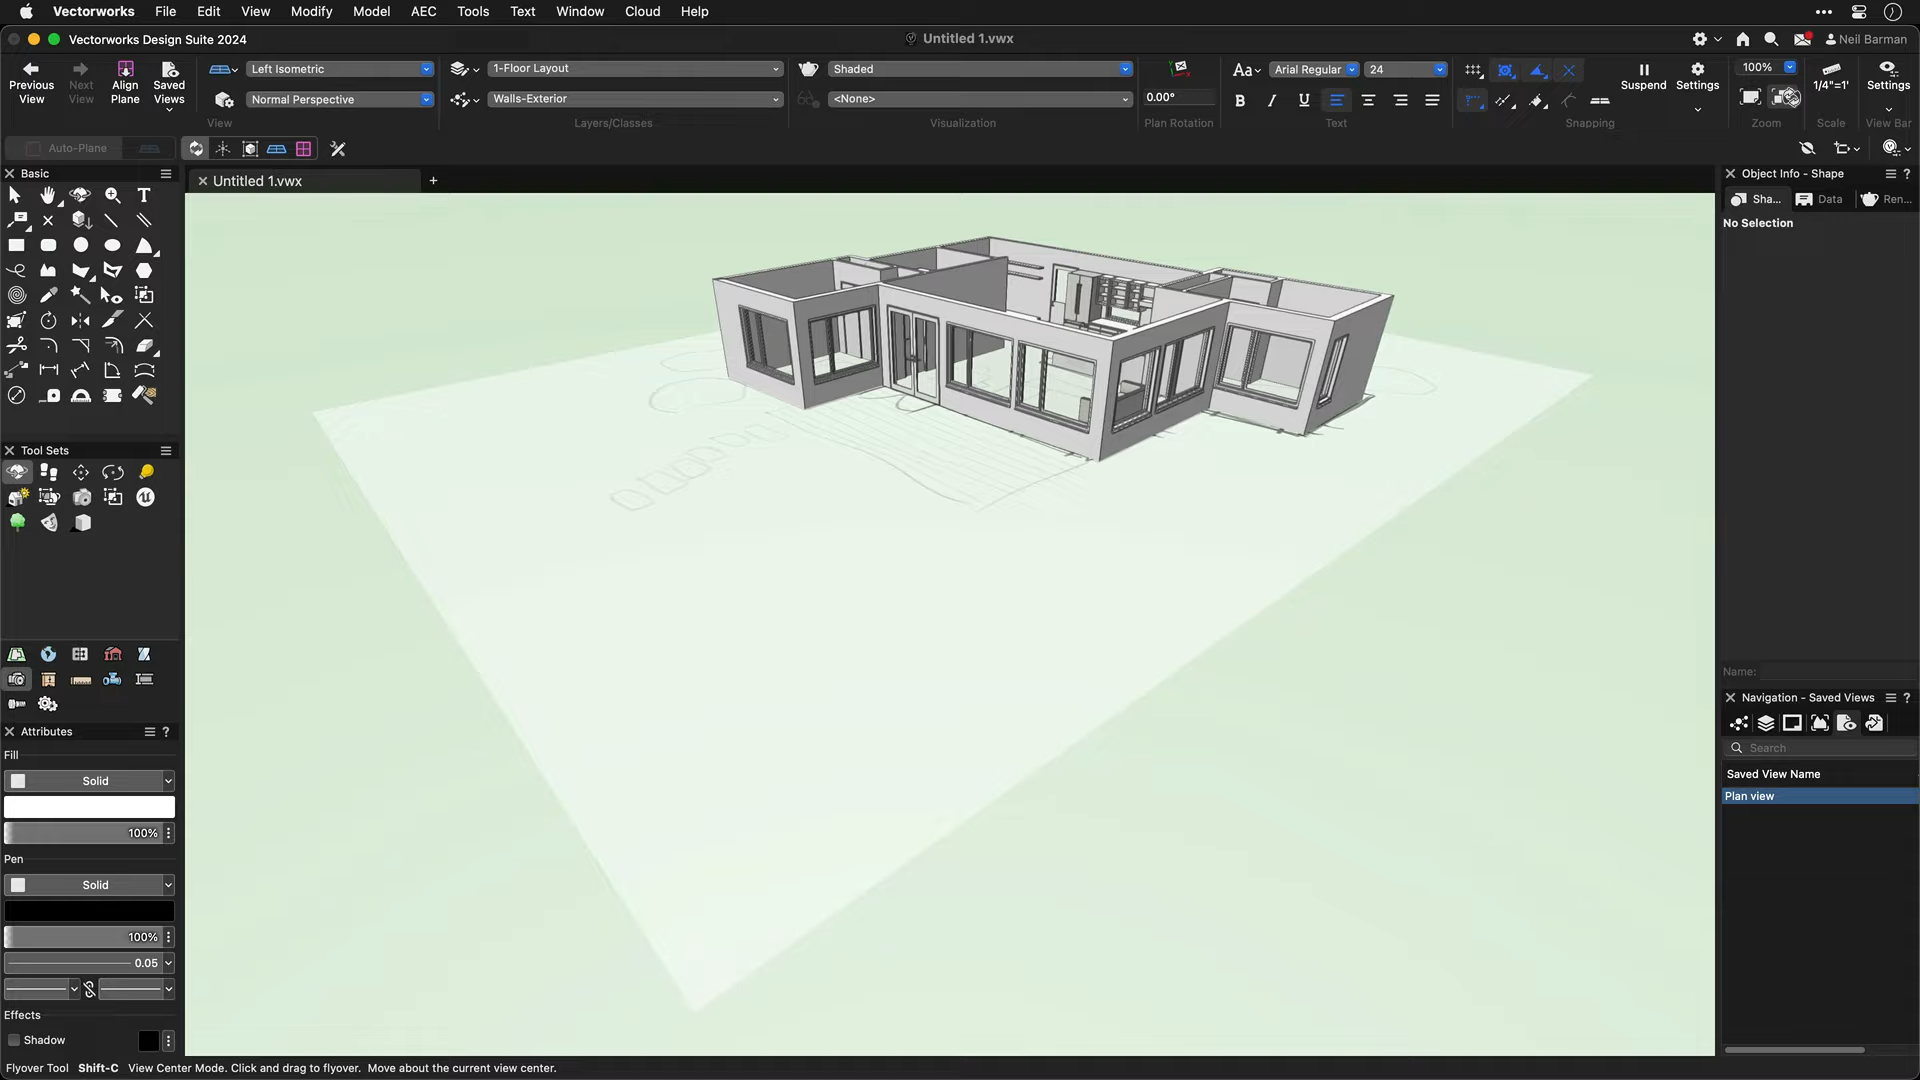 Vectorworks File Edit View Modify Model AEC Tools Text Window Cloud Help
Vectorworks Design Suite 2024
Untitled 1.vwx
Neil Barman
Previous View
Next View
Align Plane
Saved Views
Left Isometric
Normal Perspective
View
1-Floor Layout
Walls-Exterior
Layers/Classes
Shaded
<None>
Visualization
0.00°
Plan Rotation
Aa Arial Regular 24
B I U
Text
Suspend
Settings
Snapping
100%
Zoom
1/4"=1'
Scale
Settings
View Bar
Auto-Plane
Basic
Untitled 1.vwx
Object Info - Shape
Sha... Data Ren...
No Selection
Tool Sets
Attributes
Fill
Solid
100%
Pen
Solid
100%
0.05
Effects
Shadow
Name:
Navigation - Saved Views
Search
Saved View Name
Plan view
Flyover Tool Shift-C View Center Mode. Click and drag to flyover. Move about the current view center.